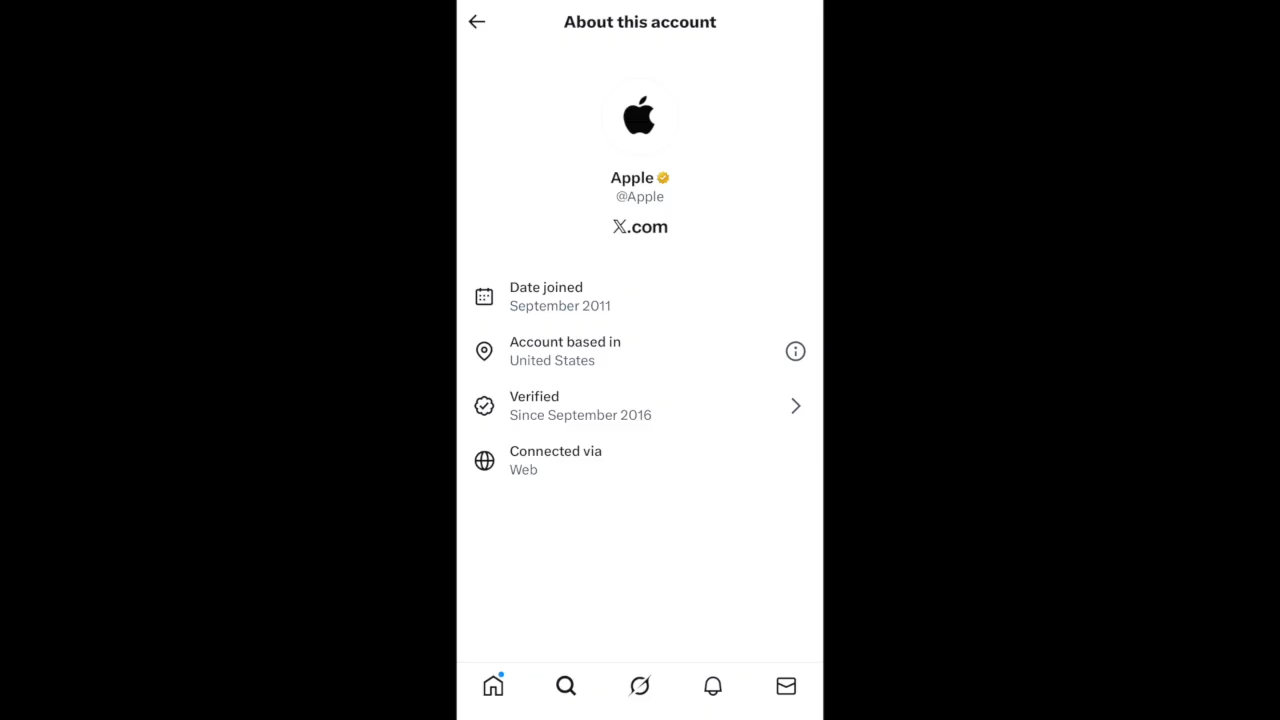 About this account
Apple
@Apple
𝕏.com
Date joined
September 2011
Account based in
United States
Verified
Since September 2016
Connected via
Web